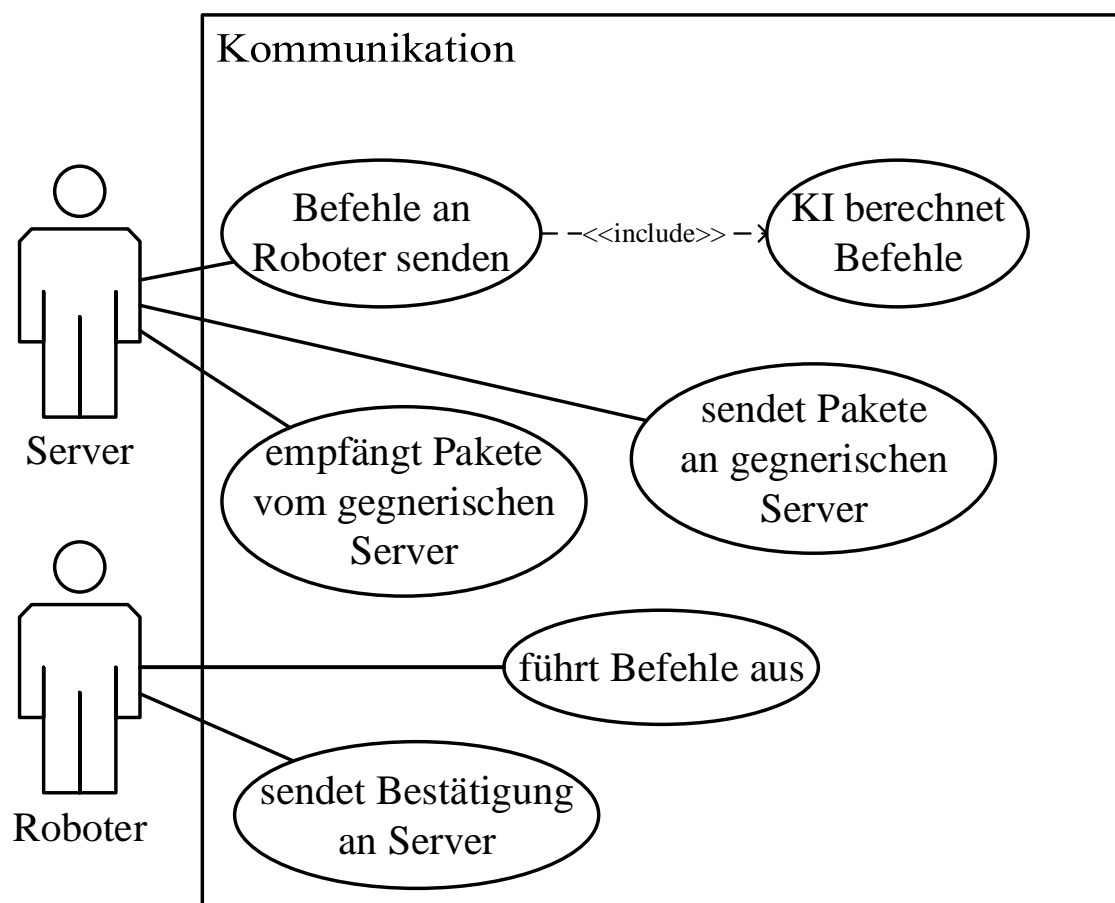 Kommunikation
Befehle an
Roboter senden
<<include>>
KI berechnet
Befehle
sendet Pakete
an gegnerischen
Server
Server
empfängt Pakete
vom gegnerischen
Server
führt Befehle aus
sendet Bestätigung
an Server
Roboter